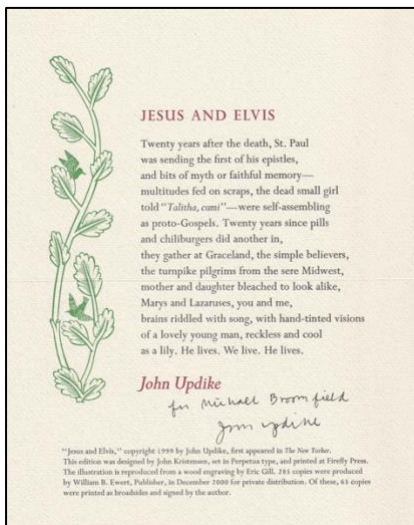 JESUS AND ELVIS
Twenty years after the death, St. Paul
was sending the first of his epistles,
and bits of myth or faithful memory—
multitudes fed on scraps, the dead small girl
told "Talitha, cumi"—were self-assembling
as proto-Gospels. Twenty years since pills
and chiliburgers did another in,
they gather at Graceland, the simple believers,
the turnpike pilgrims from the sere Midwest,
mother and daughter bleached to look alike,
Marys and Lazaruses, you and me,
brains riddled with song, with hand-tinted visions
of a lovely young man, reckless and cool
as a lily. He lives. We live. He lives.
John Updike
for Michael Broomfield
John Updike
"Jesus and Elvis," copyright 1999 by John Updike, first appeared in The New Yorker.
This edition was designed by John Kristensen, set in Perpetua type, and printed at Firefly Press.
The illustration is reproduced from a wood engraving by Eric Gill. 285 copies were produced
by William B. Ewert, Publisher, in December 2000 for private distribution. Of these, 65 copies
were printed as broadsides and signed by the author.